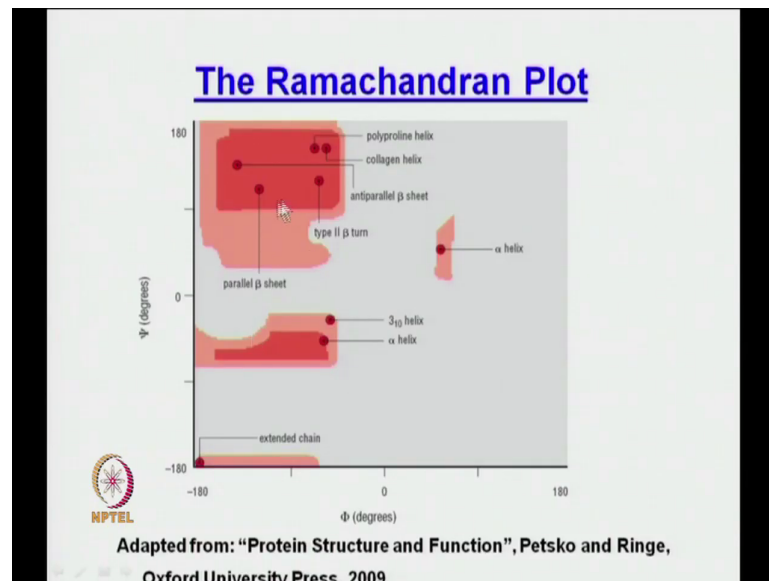 The Ramachandran Plot
180
polyproline helix
collagen helix
antiparallel β sheet
type II β turn
α helix
parallel β sheet
Ψ (degrees)
0
3₁₀ helix
α helix
extended chain
-180
-180
0
180
Φ (degrees)
NPTEL
Adapted from: “Protein Structure and Function”, Petsko and Ringe,
Oxford University Press, 2009